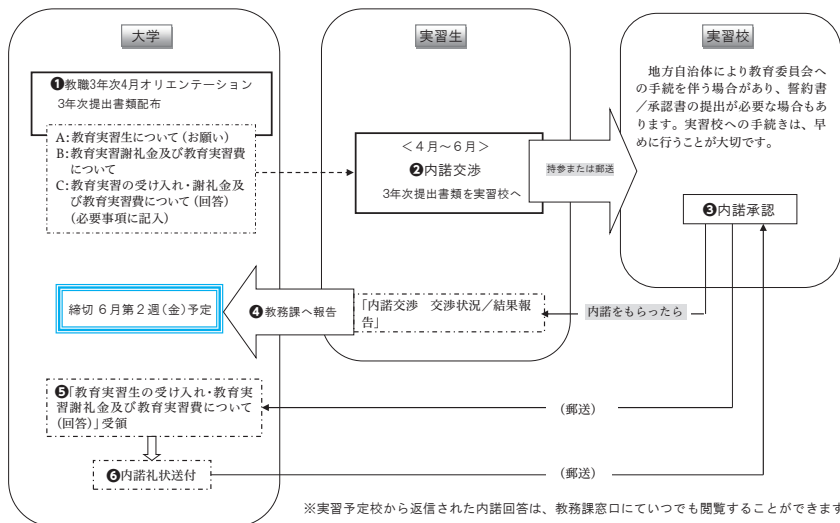 大学
❶教職3年次4月オリエンテーション
3年次提出書類配布
A:教育実習生について(お願い)
B:教育実習謝礼金及び教育実習費
について
C:教育実習の受け入れ・謝礼金及
び教育実習費について(回答)
(必要事項に記入)
実習生
<4月~6月>
❷内諾交渉
3年次提出書類を実習校へ
持参または郵送
実習校
地方自治体により教育委員会へ
の手続を伴う場合があり、誓約書
/承認書の提出が必要な場合もあ
ります。実習校への手続きは、早
めに行うことが大切です。
❸内諾承認
内諾をもらったら
「内諾交渉 交渉状況/結果報
告」
❹教務課へ報告
締切 6月第2週(金)予定
❺「教育実習生の受け入れ・教育実
習謝礼金及び教育実習費について
(回答)」受領
(郵送)
❻内諾礼状送付
(郵送)
※実習予定校から返信された内諾回答は、教務課窓口にていつでも閲覧することができます